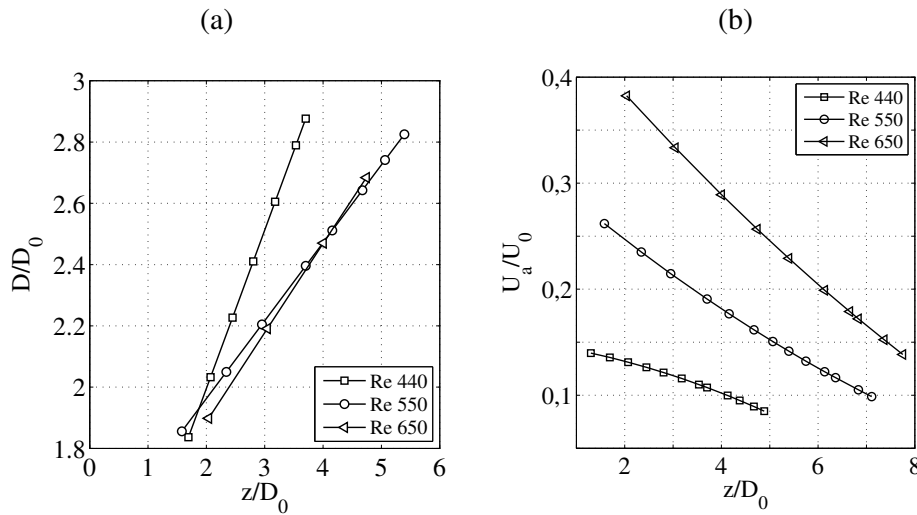 (a)
3
2.8
2.6
2.4
2.2
2
1.8
0 1 2 3 4 5 6
D/D0
z/D0
Re 440
Re 550
Re 650
(b)
0,4
0,3
0,2
0,1
2 4 6 8
Ua/U0
z/D0
Re 440
Re 550
Re 650